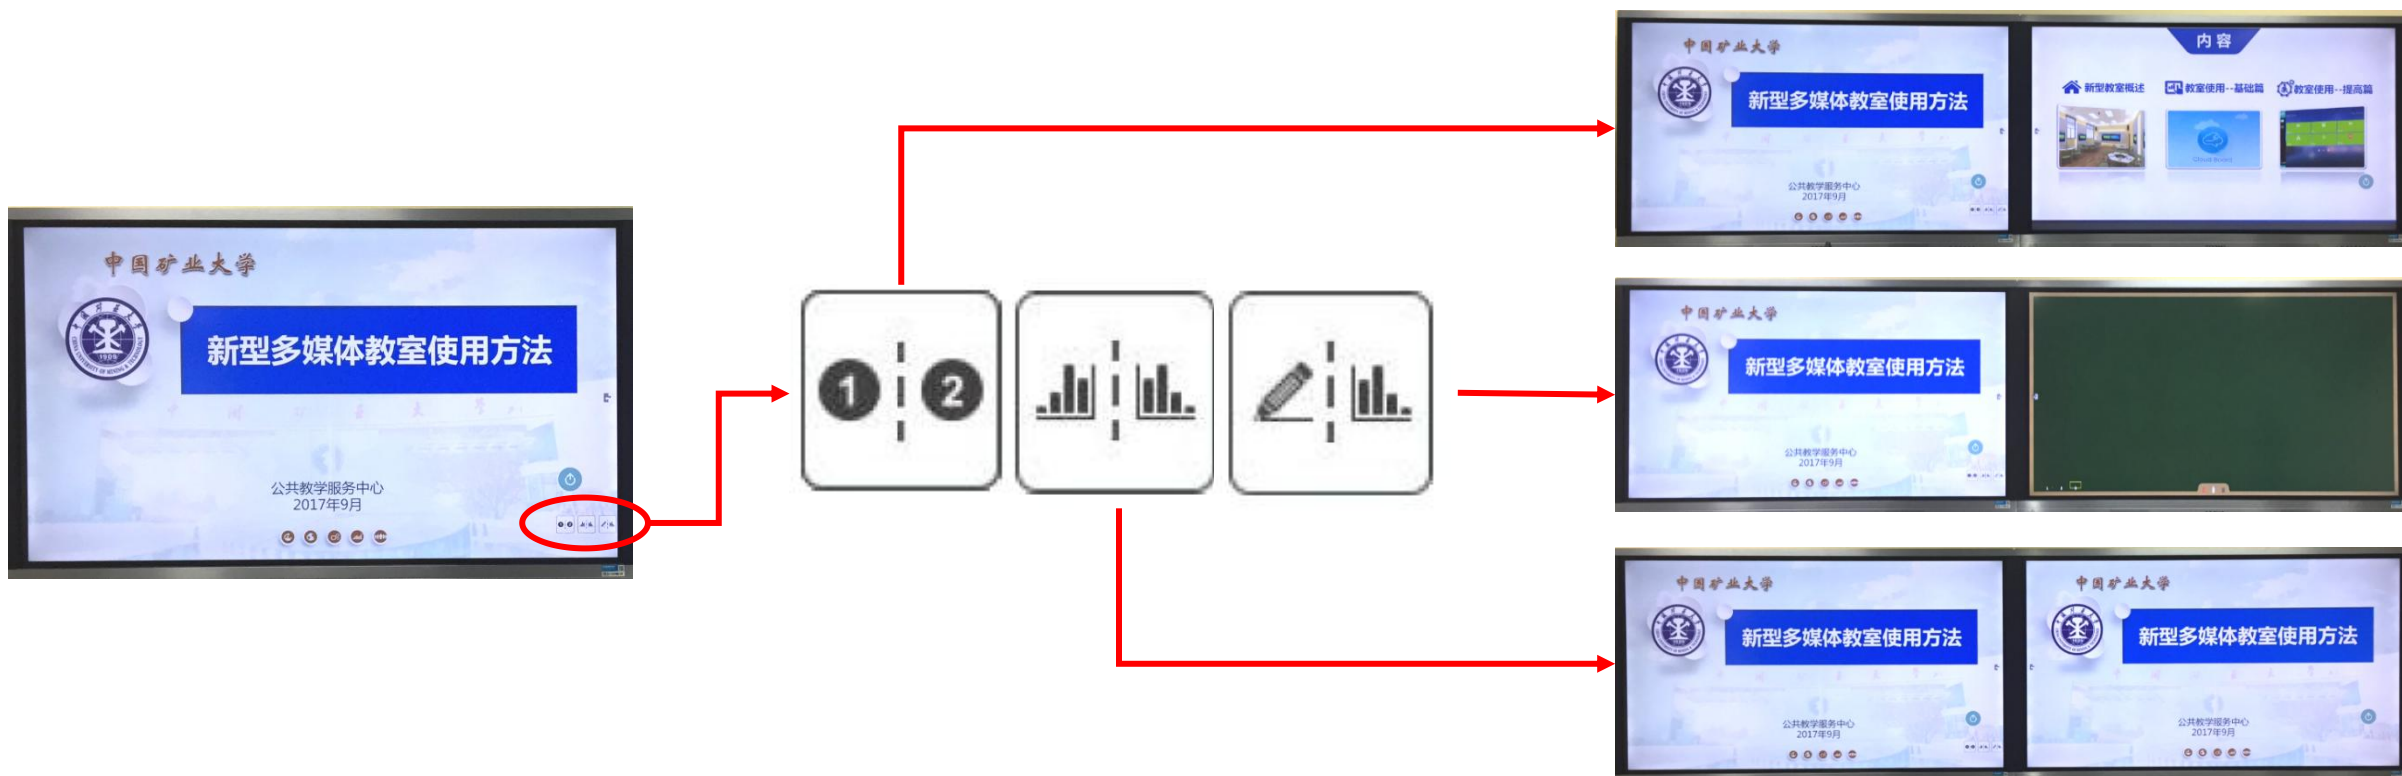 中国矿业大学
1909
CHINA UNIVERSITY OF MINING & TECHNOLOGY
新型多媒体教室使用方法
公共教学服务中心
2017年9月
1
2
中国矿业大学
新型多媒体教室使用方法
公共教学服务中心
2017年9月
内容
新型教室概述
教室使用--基础篇
教室使用--提高篇
中国矿业大学
新型多媒体教室使用方法
公共教学服务中心
2017年9月
中国矿业大学
新型多媒体教室使用方法
公共教学服务中心
2017年9月
中国矿业大学
新型多媒体教室使用方法
公共教学服务中心
2017年9月